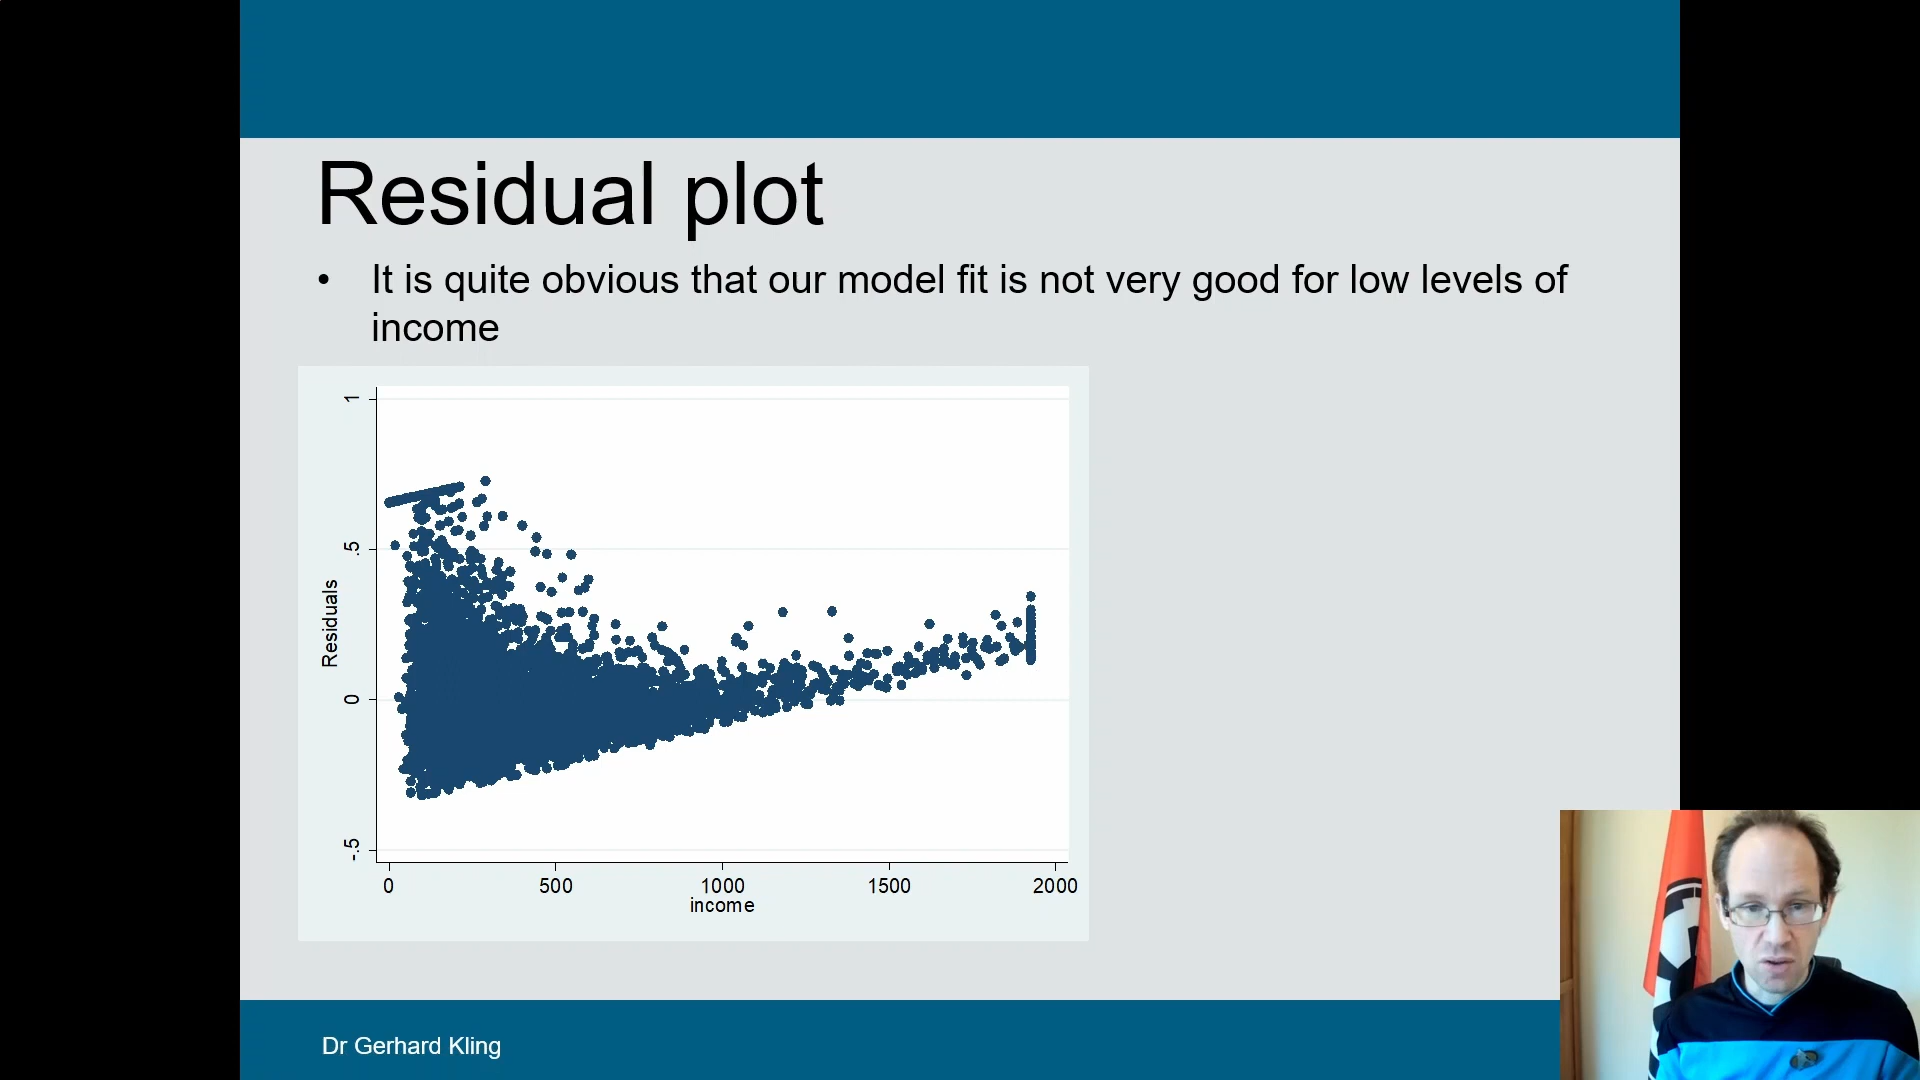 Residual plot
• It is quite obvious that our model fit is not very good for low levels of
income
1
.5
0
-.5
Residuals
0 500 1000 1500 2000
income
Dr Gerhard Kling